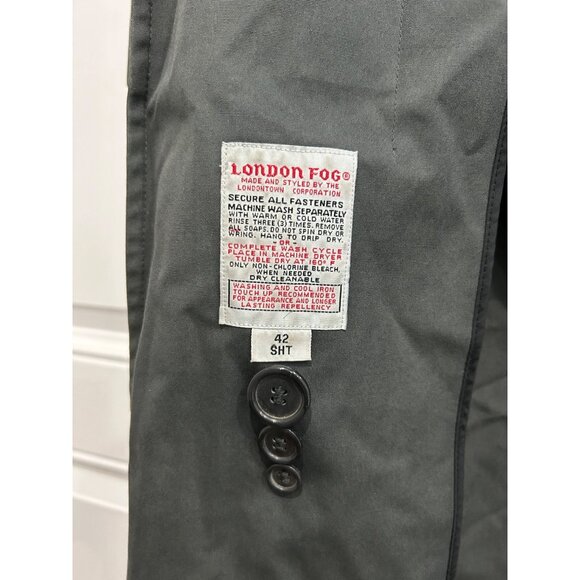 LONDON FOG®
MADE AND STYLED BY THE
LONDONTOWN CORPORATION
SECURE ALL FASTENERS
MACHINE WASH SEPARATELY
WITH WARM OR COLD WATER
RINSE THREE (3) TIMES. REMOVE
ALL SOAPS. DO NOT SPIN DRY OR
WRING. HANG TO DRIP DRY.
-OR-
COMPLETE WASH CYCLE
PLACE IN MACHINE DRYER
TUMBLE DRY AT 160° F
ONLY NON-CHLORINE BLEACH,
WHEN NEEDED
DRY CLEANABLE
WASHING AND COOL IRON
TOUCH UP RECOMMENDED
FOR APPEARANCE AND LONGER
LASTING REPELLENCY
42
SHT